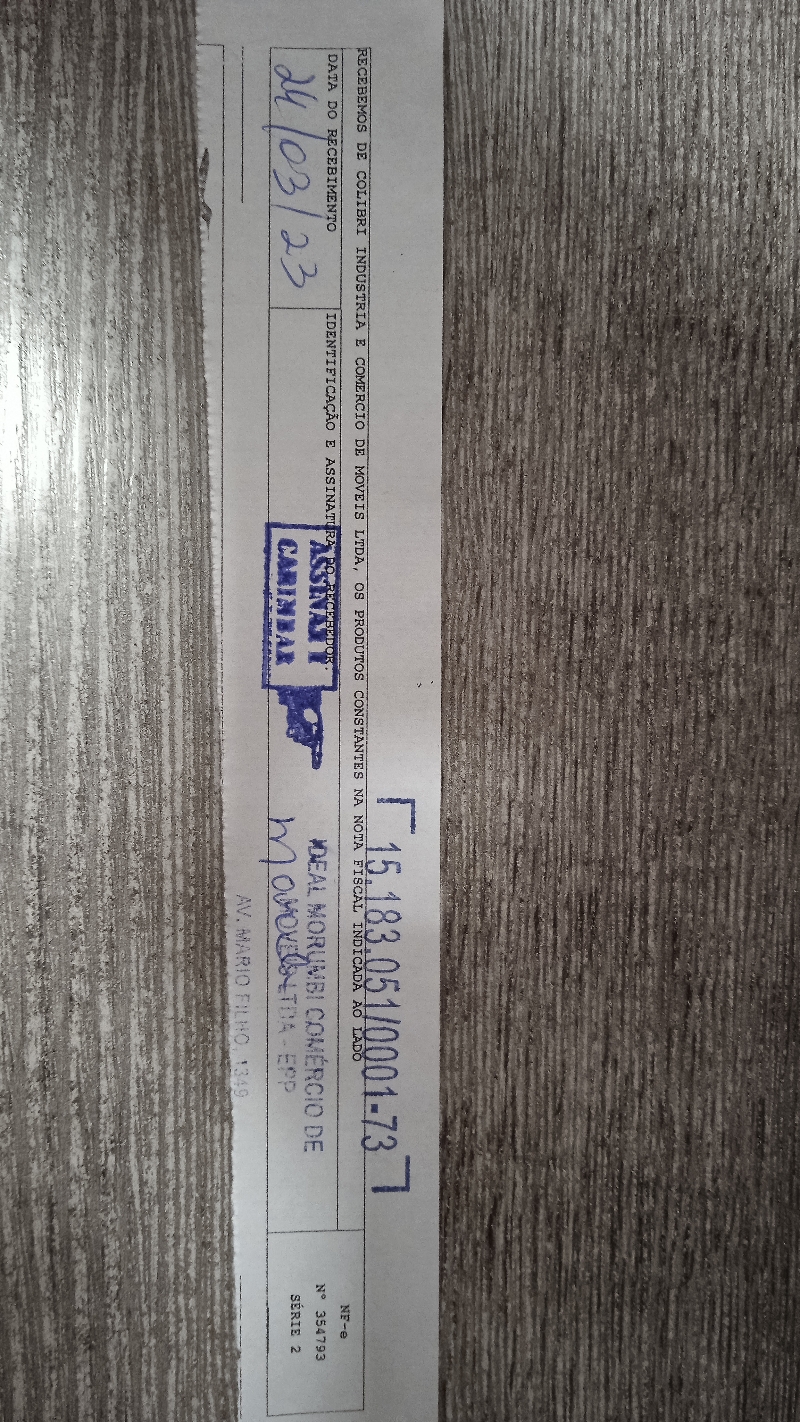 RECEBEMOS DE COLIBRI INDUSTRIA E COMERCIO DE MOVEIS LTDA, OS PRODUTOS CONSTANTES NA NOTA FISCAL INDICADA AO LADO
15.183.051/0001-73
DATA DO RECEBIMENTO
24/03/23
IDENTIFICAÇÃO E ASSINATURA DO RECEBEDOR
ASSINAR
CARIMBAR
IDEAL MORUMBI COMÉRCIO DE
LTDA - EPP
AV. MARIO FILHO, 1349
NF-e
Nº 354793
SÉRIE 2